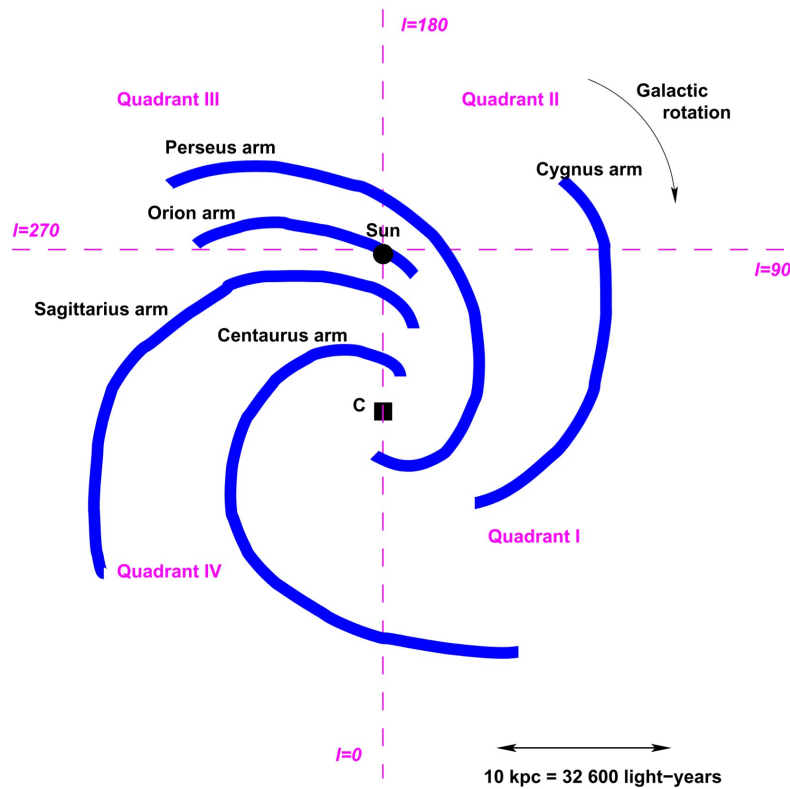 l=180
Quadrant III
Quadrant II
Galactic
rotation
Perseus arm
Cygnus arm
Orion arm
l=270
Sun
l=90
Sagittarius arm
Centaurus arm
C
Quadrant I
Quadrant IV
l=0
10 kpc = 32 600 light−years